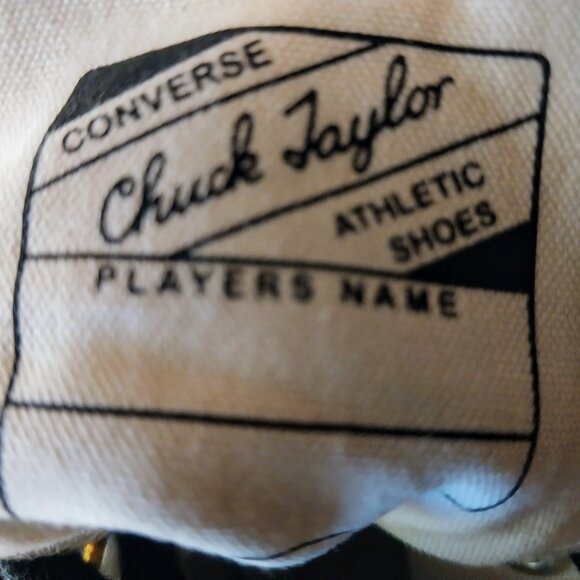 CONVERSE
Chuck Taylor
ATHLETIC
SHOES
PLAYERS NAME